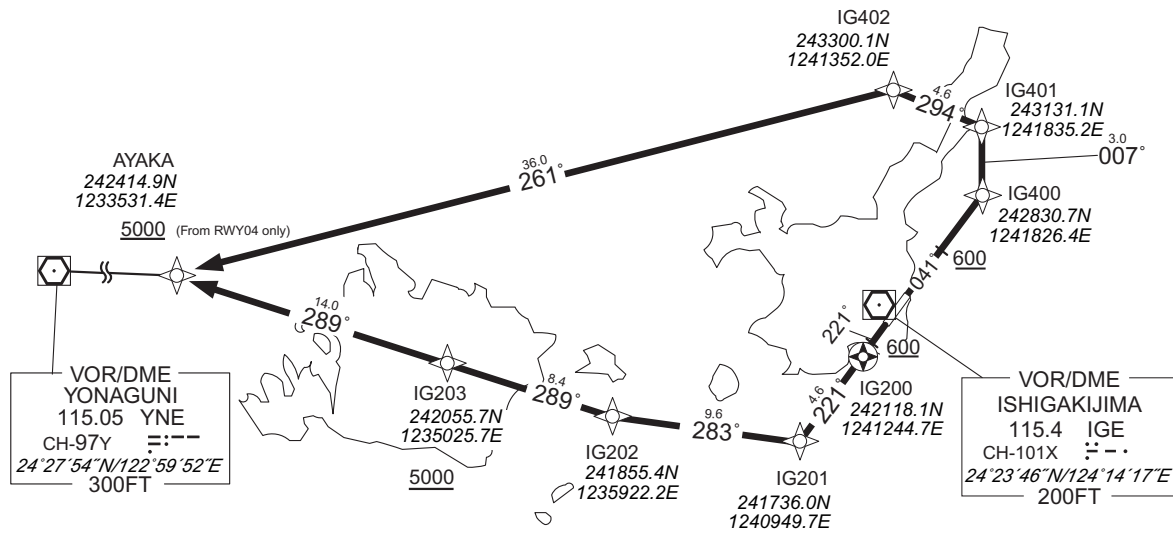 IG402
243300.1N
1241352.0E
4.6
294°
IG401
243131.1N
1241835.2E
3.0
007°
36.0
261°
AYAKA
242414.9N
1233531.4E
5000 (From RWY04 only)
IG400
242830.7N
1241826.4E
600
041°
14.0
289°
221°
600
VOR/DME
YONAGUNI
115.05 YNE
CH-97Y
24°27´54˝N/122°59´52˝E
300FT
IG203
242055.7N
1235025.7E
5000
8.4
289°
IG202
241855.4N
1235922.2E
9.6
283°
4.6
221°
IG201
241736.0N
1240949.7E
IG200
242118.1N
1241244.7E
VOR/DME
ISHIGAKIJIMA
115.4 IGE
CH-101X
24°23´46˝N/124°14´17˝E
200FT